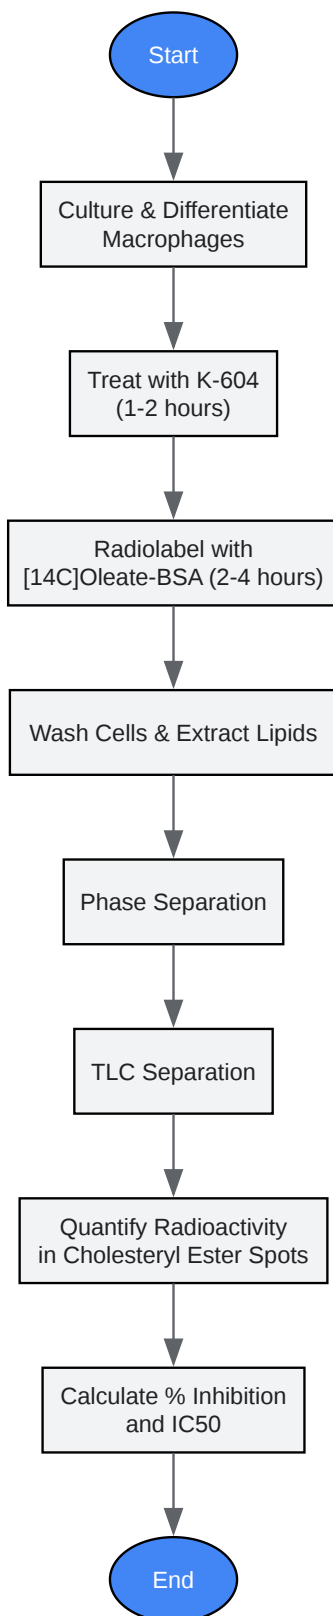 Start
Culture & Differentiate
Macrophages
Treat with K-604
(1-2 hours)
Radiolabel with
[14C]Oleate-BSA (2-4 hours)
Wash Cells & Extract Lipids
Phase Separation
TLC Separation
Quantify Radioactivity
in Cholesteryl Ester Spots
Calculate % Inhibition
and IC50
End